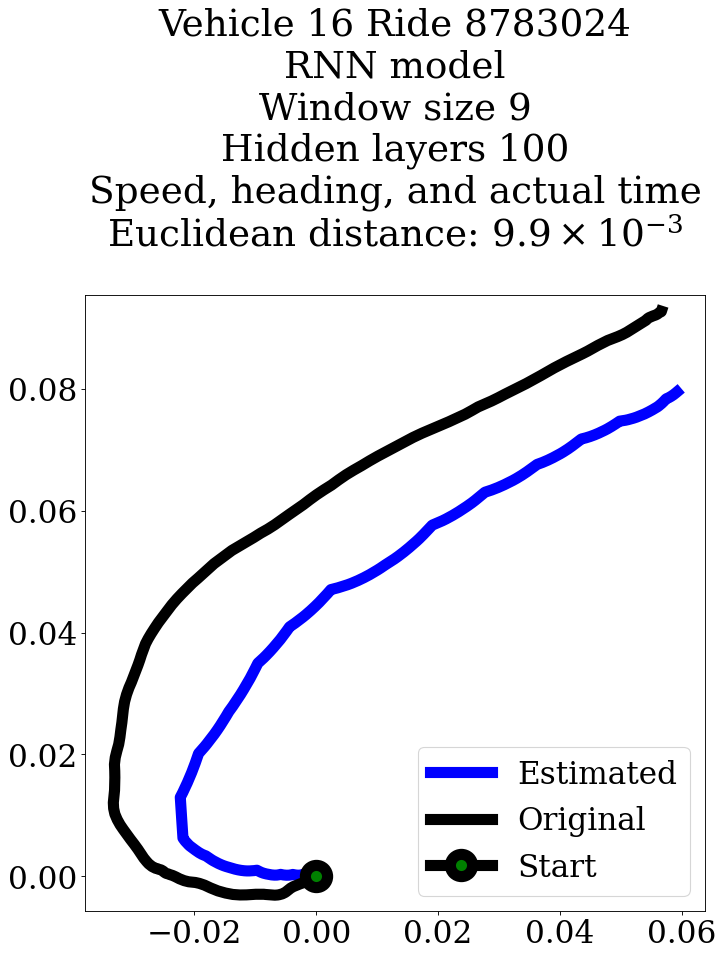 Vehicle 16 Ride 8783024
RNN model
Window size 9
Hidden layers 100
Speed, heading, and actual time
Euclidean distance: 9.9 × 10⁻³
0.08
0.06
0.04
0.02
0.00
Estimated
Original
Start
−0.02 0.00 0.02 0.04 0.06